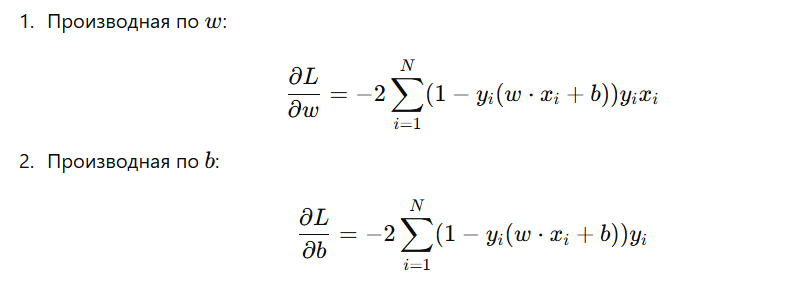 1. Производная по w:
∂L/∂w = −2 ∑_{i=1}^{N} (1 − y_i(w · x_i + b))y_i x_i
2. Производная по b:
∂L/∂b = −2 ∑_{i=1}^{N} (1 − y_i(w · x_i + b))y_i